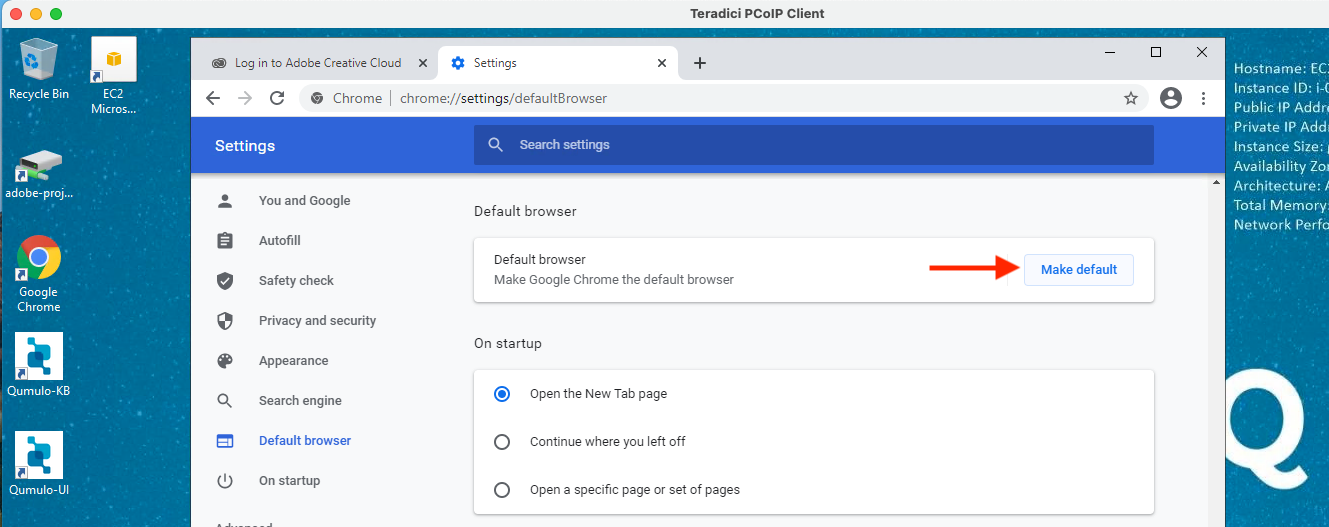 Teradici PCoIP Client
Recycle Bin
EC2
Micros...
adobe-proj...
Google
Chrome
Qumulo-KB
Qumulo-UI
Log in to Adobe Creative Cloud
Settings
Chrome
chrome://settings/defaultBrowser
Settings
Search settings
You and Google
Autofill
Safety check
Privacy and security
Appearance
Search engine
Default browser
On startup
Advanced
Default browser
Default browser
Make Google Chrome the default browser
Make default
On startup
Open the New Tab page
Continue where you left off
Open a specific page or set of pages
Hostname: EC2
Instance ID: i-0
Public IP Addre
Private IP Addr
Instance Size:
Availability Zon
Architecture: A
Total Memory:
Network Perfo
Q